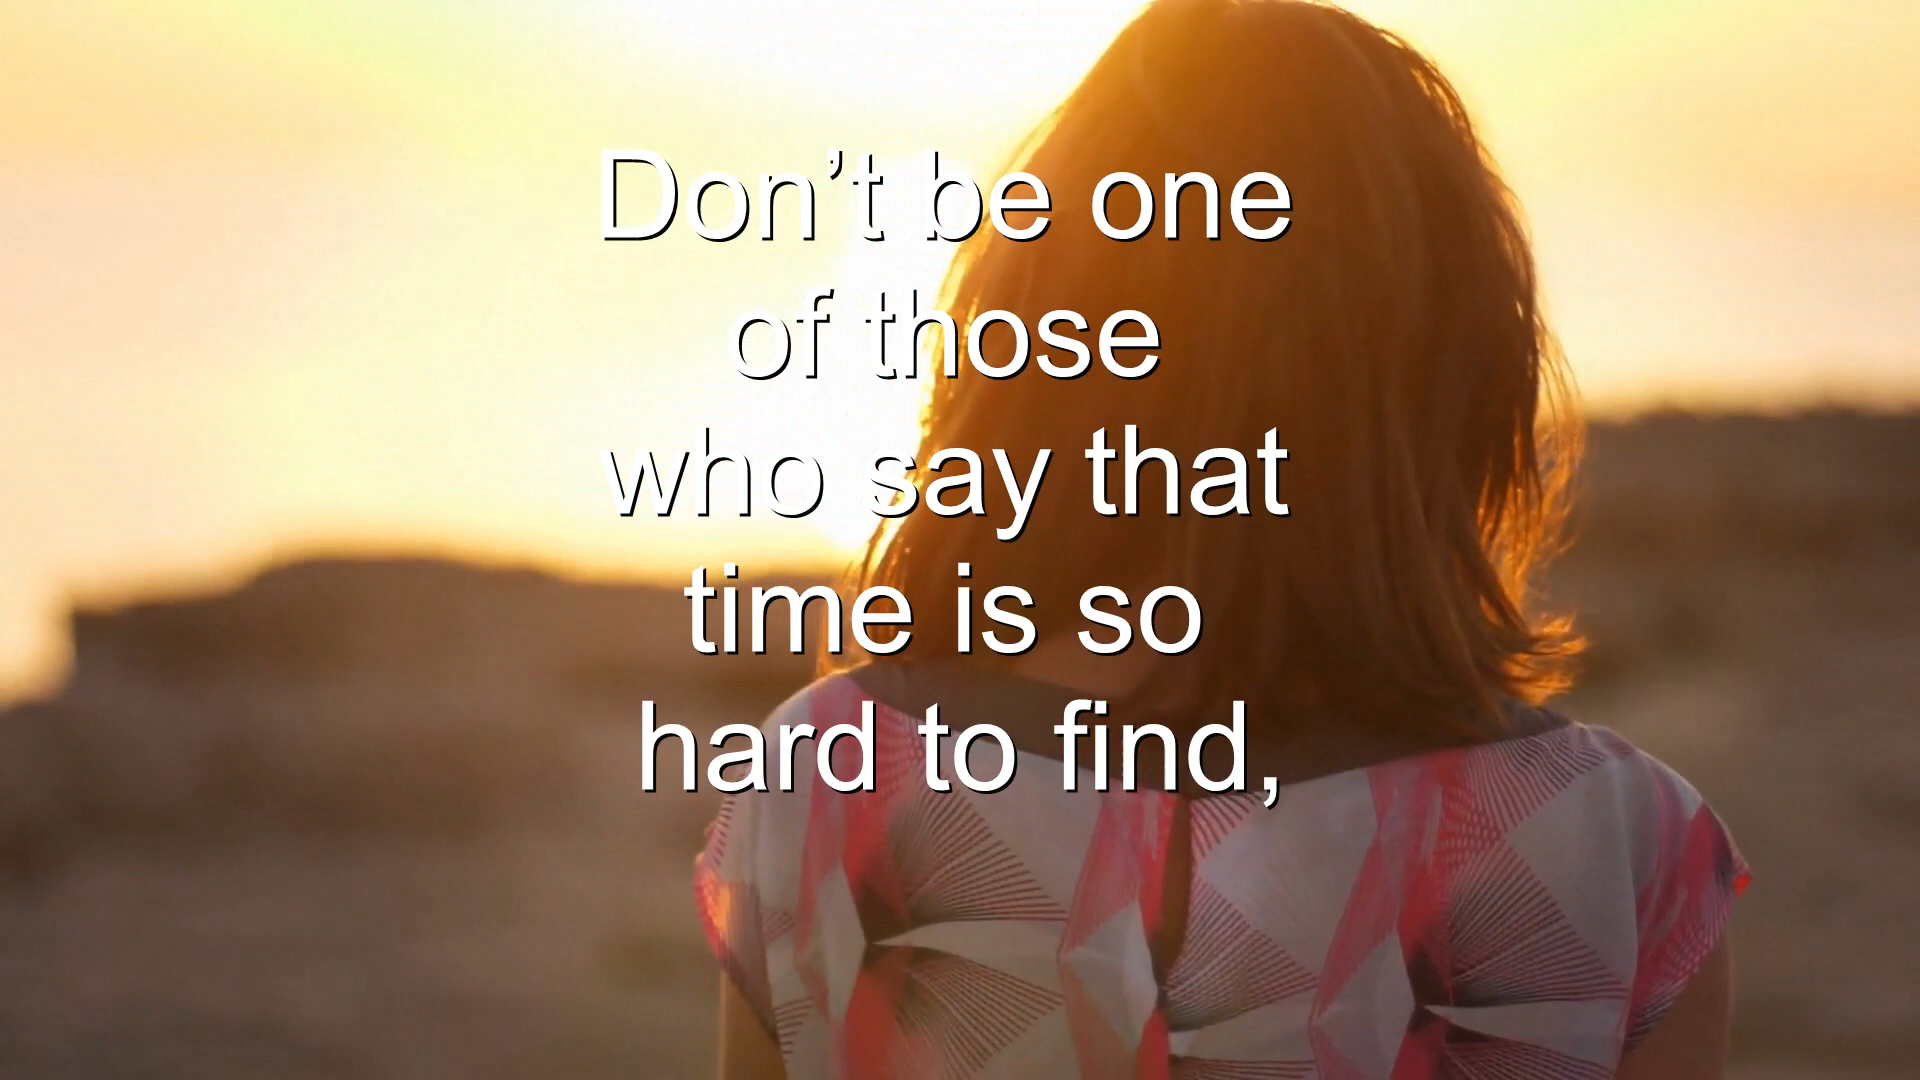 Don’t be one
of those
who say that
time is so
hard to find,